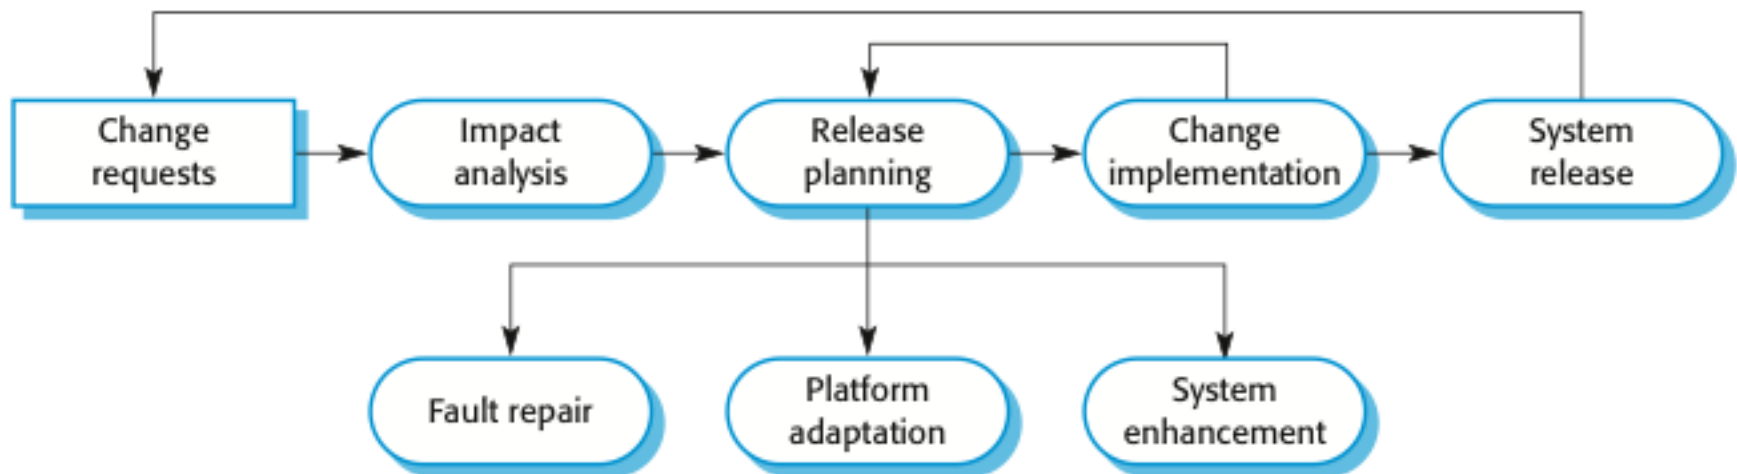 Change
requests
Impact
analysis
Release
planning
Change
implementation
System
release
Fault repair
Platform
adaptation
System
enhancement